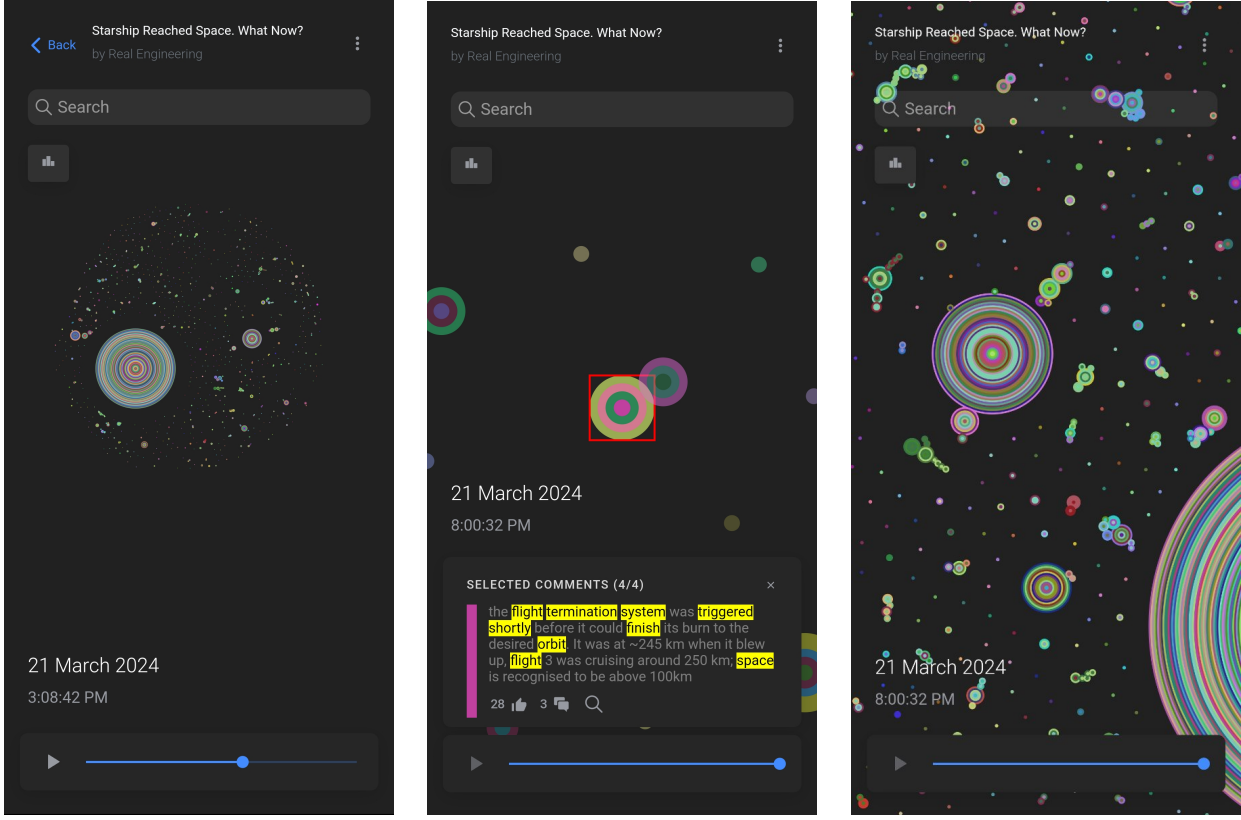 Starship Reached Space. What Now?
Back
by Real Engineering
Search
21 March 2024
3:08:42 PM
Starship Reached Space. What Now?
by Real Engineering
Search
21 March 2024
8:00:32 PM
SELECTED COMMENTS (4/4)
×
the flight termination system was triggered
shortly before it could finish its burn to the
desired orbit. It was at ~245 km when it blew
up, flight 3 was cruising around 250 km; space
is recognised to be above 100km
28
3
Starship Reached Space. What Now?
by Real Engineering
Search
21 March 2024
8:00:32 PM